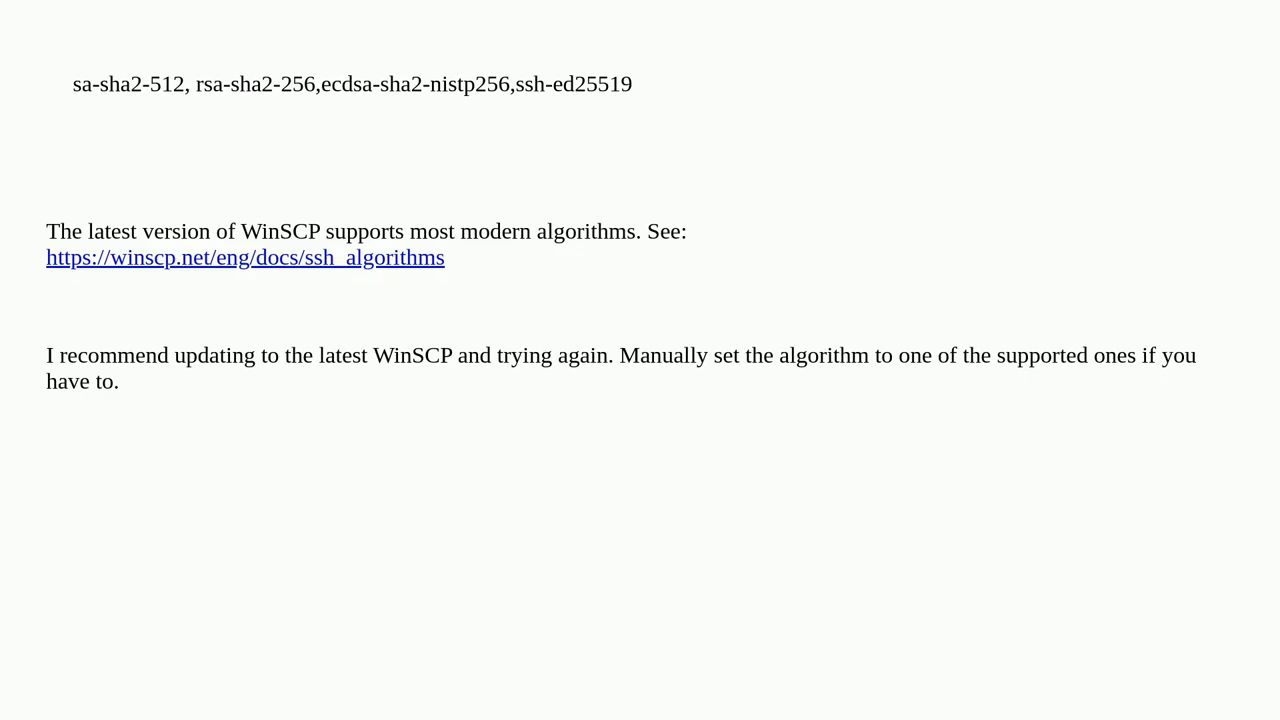 sa-sha2-512, rsa-sha2-256,ecdsa-sha2-nistp256,ssh-ed25519
The latest version of WinSCP supports most modern algorithms. See:
https://winscp.net/eng/docs/ssh_algorithms
I recommend updating to the latest WinSCP and trying again. Manually set the algorithm to one of the supported ones if you
have to.